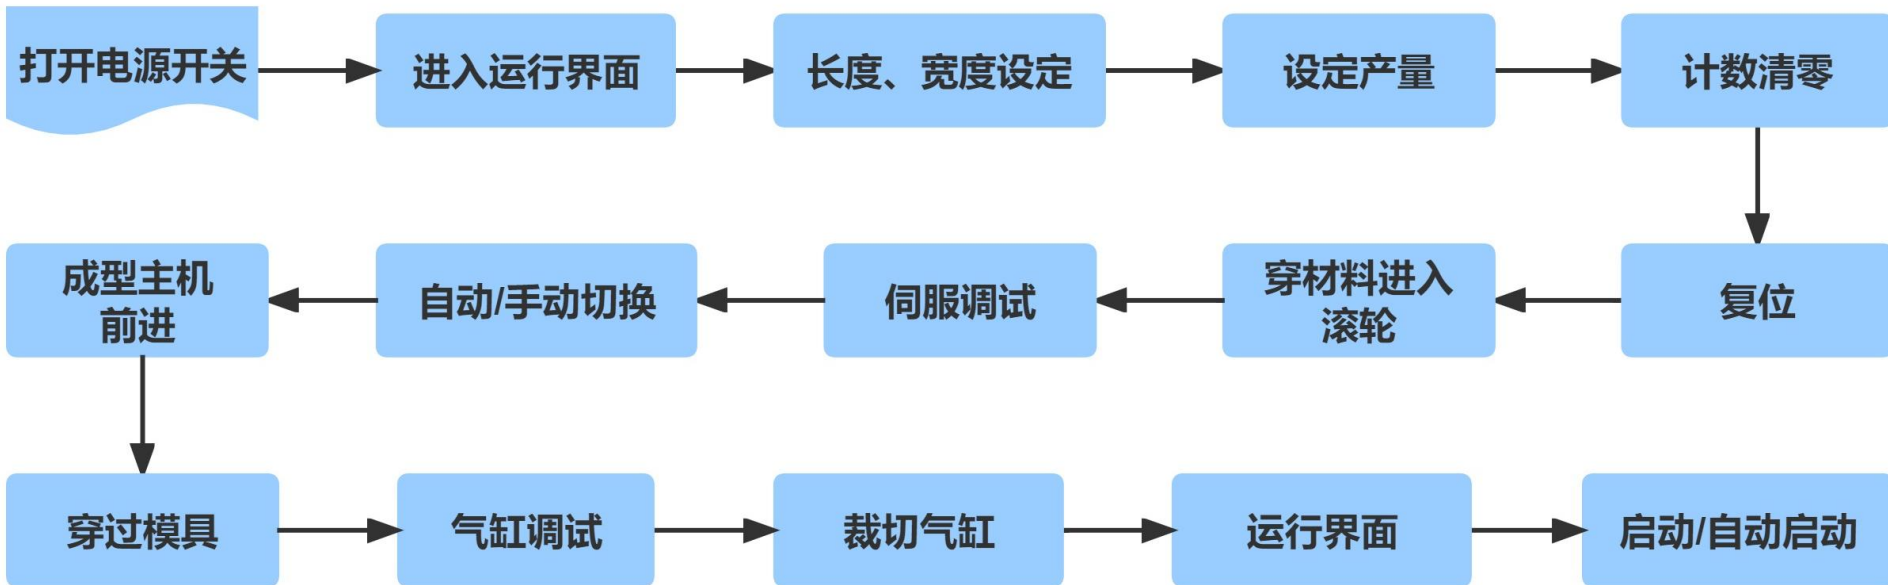 打开电源开关
进入运行界面
长度、宽度设定
设定产量
计数清零
复位
穿材料进入
滚轮
伺服调试
自动/手动切换
成型主机
前进
穿过模具
气缸调试
裁切气缸
运行界面
启动/自动启动